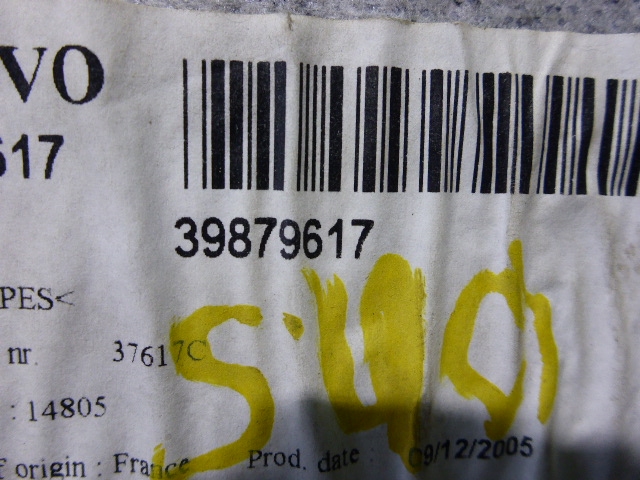 VO
617
39879617
PES<
nr. 37617C
: 14805
S40
f origin : France Prod. date : 09/12/2005